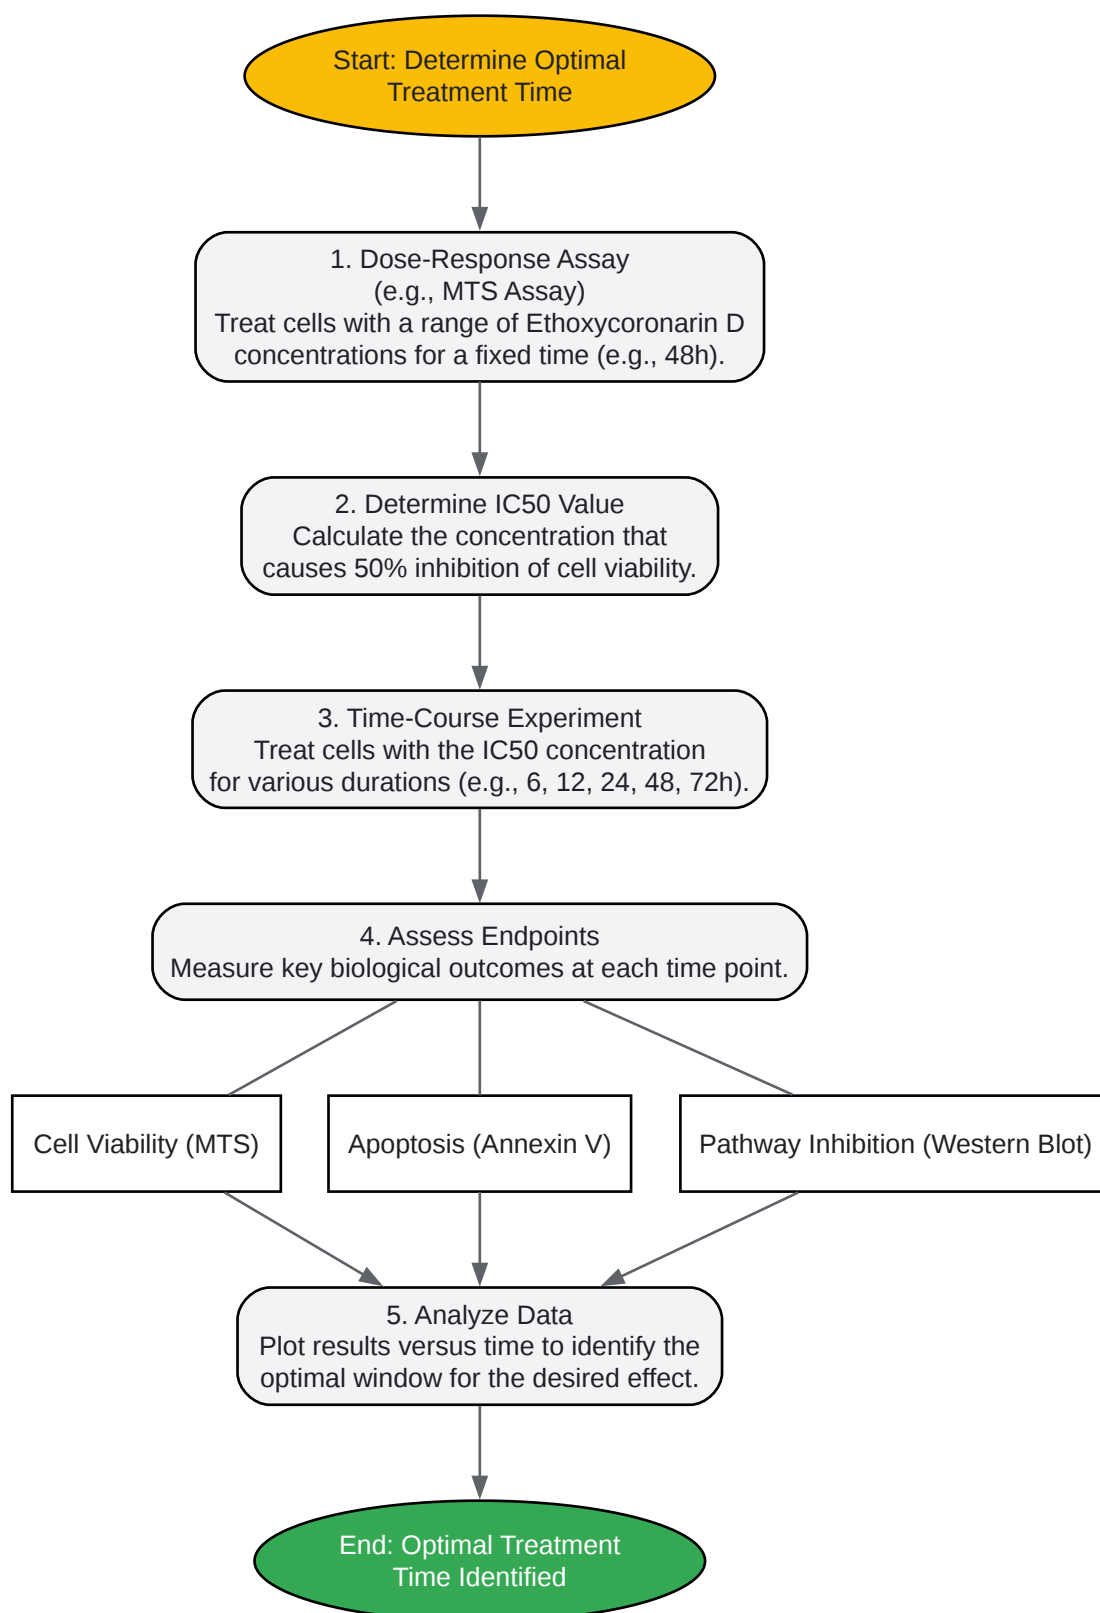 Start: Determine Optimal
Treatment Time
1. Dose-Response Assay
(e.g., MTS Assay)
Treat cells with a range of Ethoxycoronarin D
concentrations for a fixed time (e.g., 48h).
2. Determine IC50 Value
Calculate the concentration that
causes 50% inhibition of cell viability.
3. Time-Course Experiment
Treat cells with the IC50 concentration
for various durations (e.g., 6, 12, 24, 48, 72h).
4. Assess Endpoints
Measure key biological outcomes at each time point.
Cell Viability (MTS)
Apoptosis (Annexin V)
Pathway Inhibition (Western Blot)
5. Analyze Data
Plot results versus time to identify the
optimal window for the desired effect.
End: Optimal Treatment
Time Identified